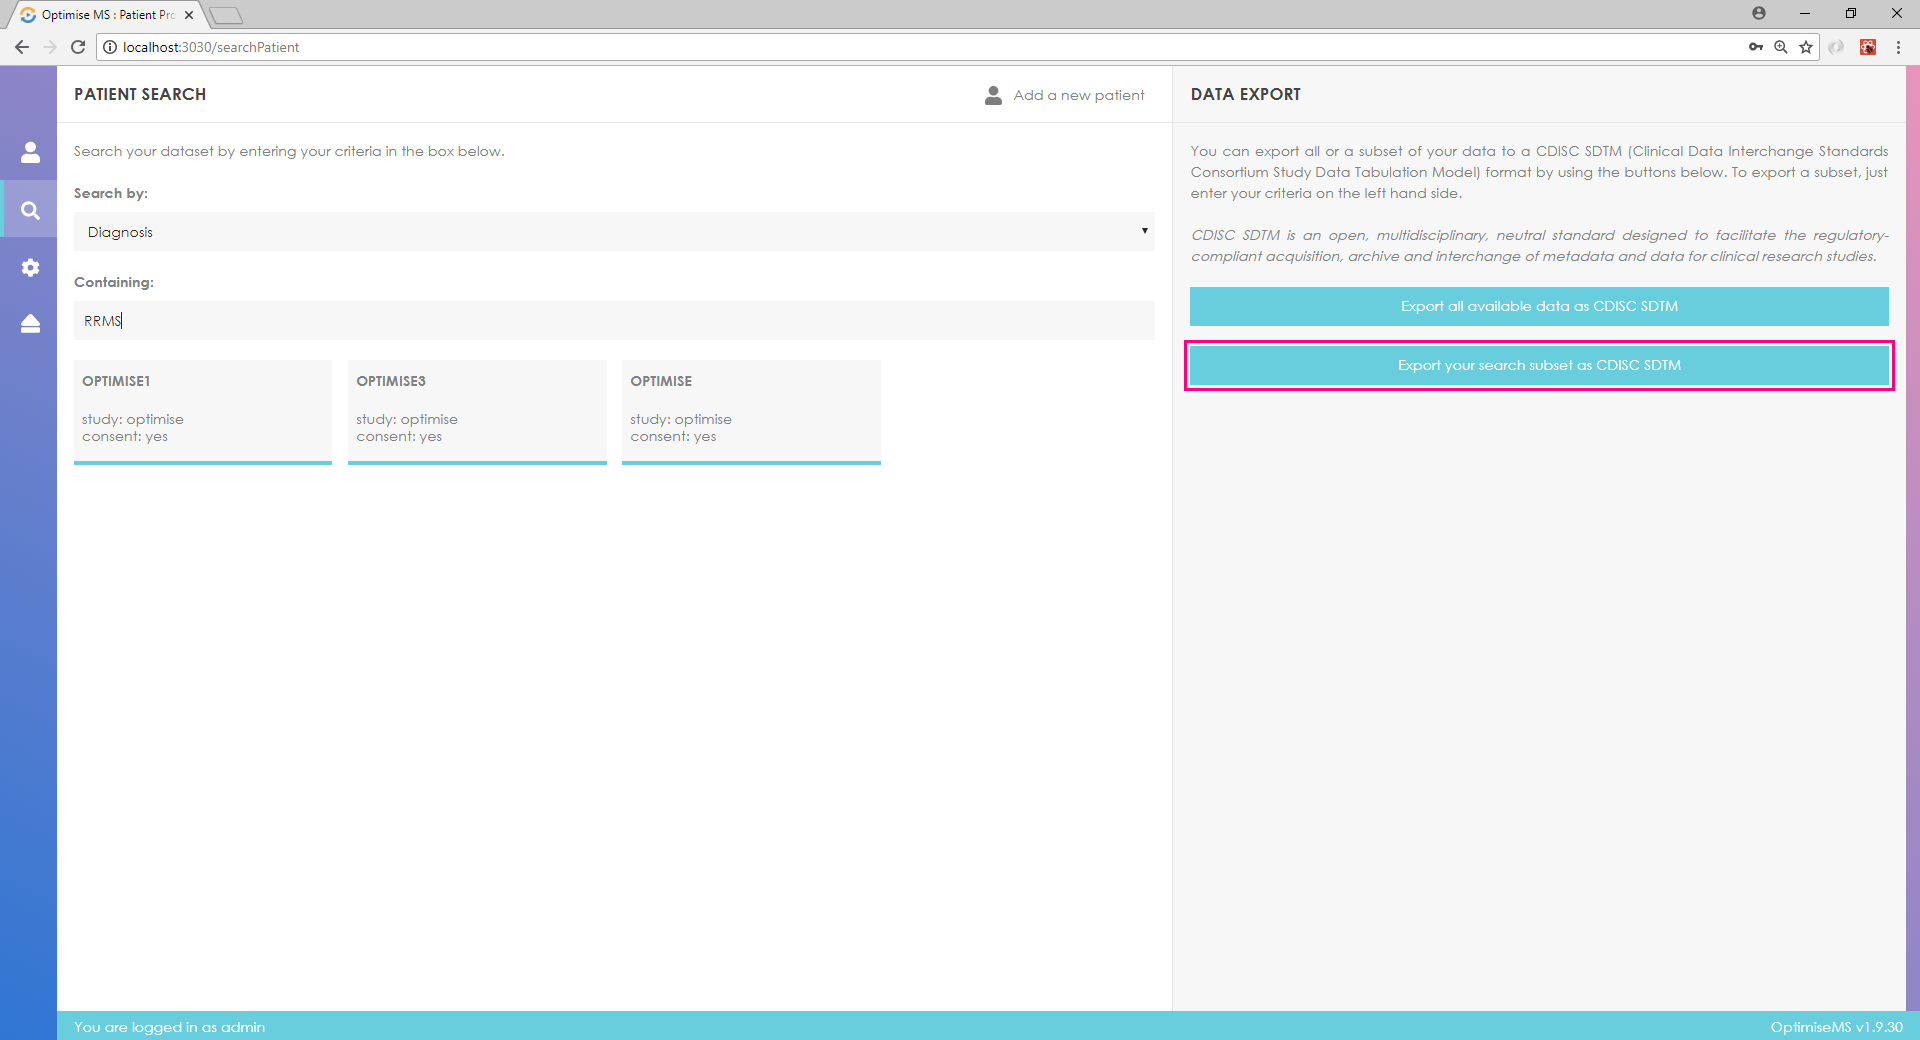 Optimise MS : Patient Pro
localhost:3030/searchPatient
PATIENT SEARCH
Add a new patient
Search your dataset by entering your criteria in the box below.
Search by:
Diagnosis
Containing:
RRMS
OPTIMISE1
study: optimise
consent: yes
OPTIMISE3
study: optimise
consent: yes
OPTIMISE
study: optimise
consent: yes
DATA EXPORT
You can export all or a subset of your data to a CDISC SDTM (Clinical Data Interchange Standards
Consortium Study Data Tabulation Model) format by using the buttons below. To export a subset, just
enter your criteria on the left hand side.
CDISC SDTM is an open, multidisciplinary, neutral standard designed to facilitate the regulatory-
compliant acquisition, archive and interchange of metadata and data for clinical research studies.
Export all available data as CDISC SDTM
Export your search subset as CDISC SDTM
You are logged in as admin
OptimiseMS v1.9.30